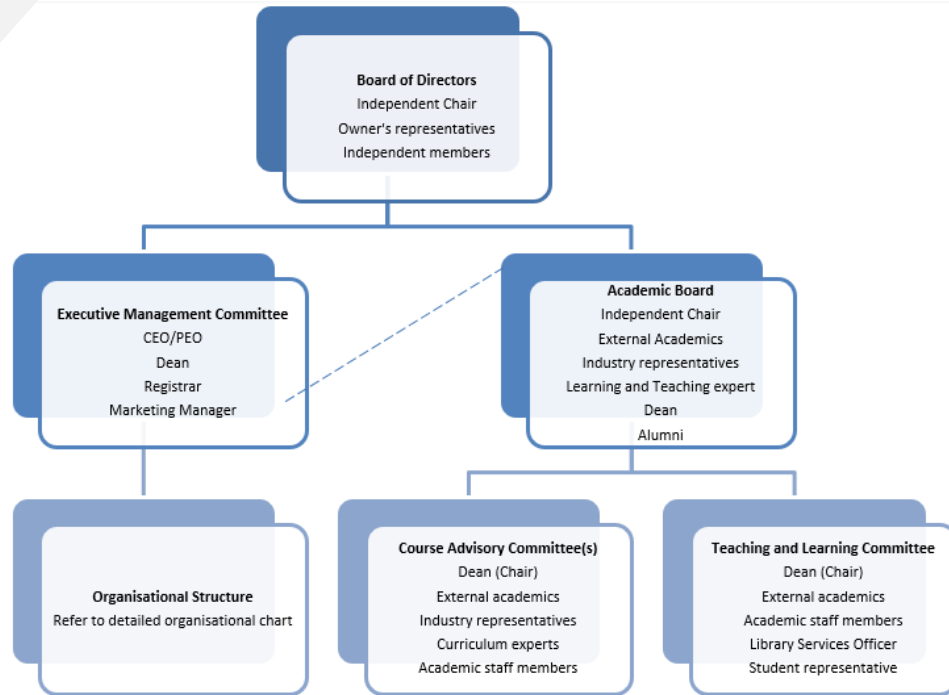 Board of Directors
Independent Chair
Owner's representatives
Independent members
Executive Management Committee
CEO/PEO
Dean
Registrar
Marketing Manager
Academic Board
Independent Chair
External Academics
Industry representatives
Learning and Teaching expert
Dean
Alumni
Organisational Structure
Refer to detailed organisational chart
Course Advisory Committee(s)
Dean (Chair)
External academics
Industry representatives
Curriculum experts
Academic staff members
Teaching and Learning Committee
Dean (Chair)
External academics
Academic staff members
Library Services Officer
Student representative